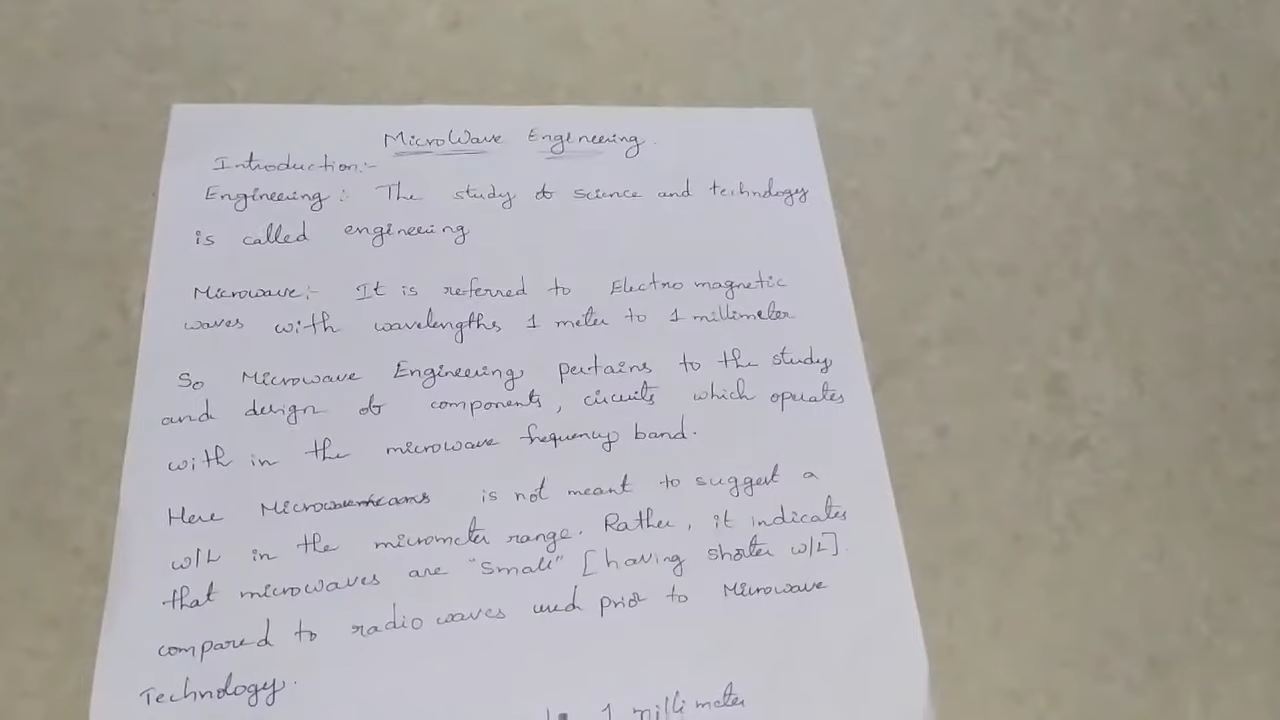 MicroWave Engineering.
Introduction:-
Engineering: The study of science and technology
is called engineering
Microwave:- It is referred to Electro magnetic
waves with wavelengths 1 meter to 1 millimeter
So Microwave Engineering pertains to the study
and design of components, circuits which operates
with in the microwave frequency band.
Here Micro is not meant to suggest a
w/L in the micrometer range. Rather, it indicates
that microwaves are "small" [having shorter w/L].
compared to radio waves used prior to Microwave
Technology.
1 millimeter